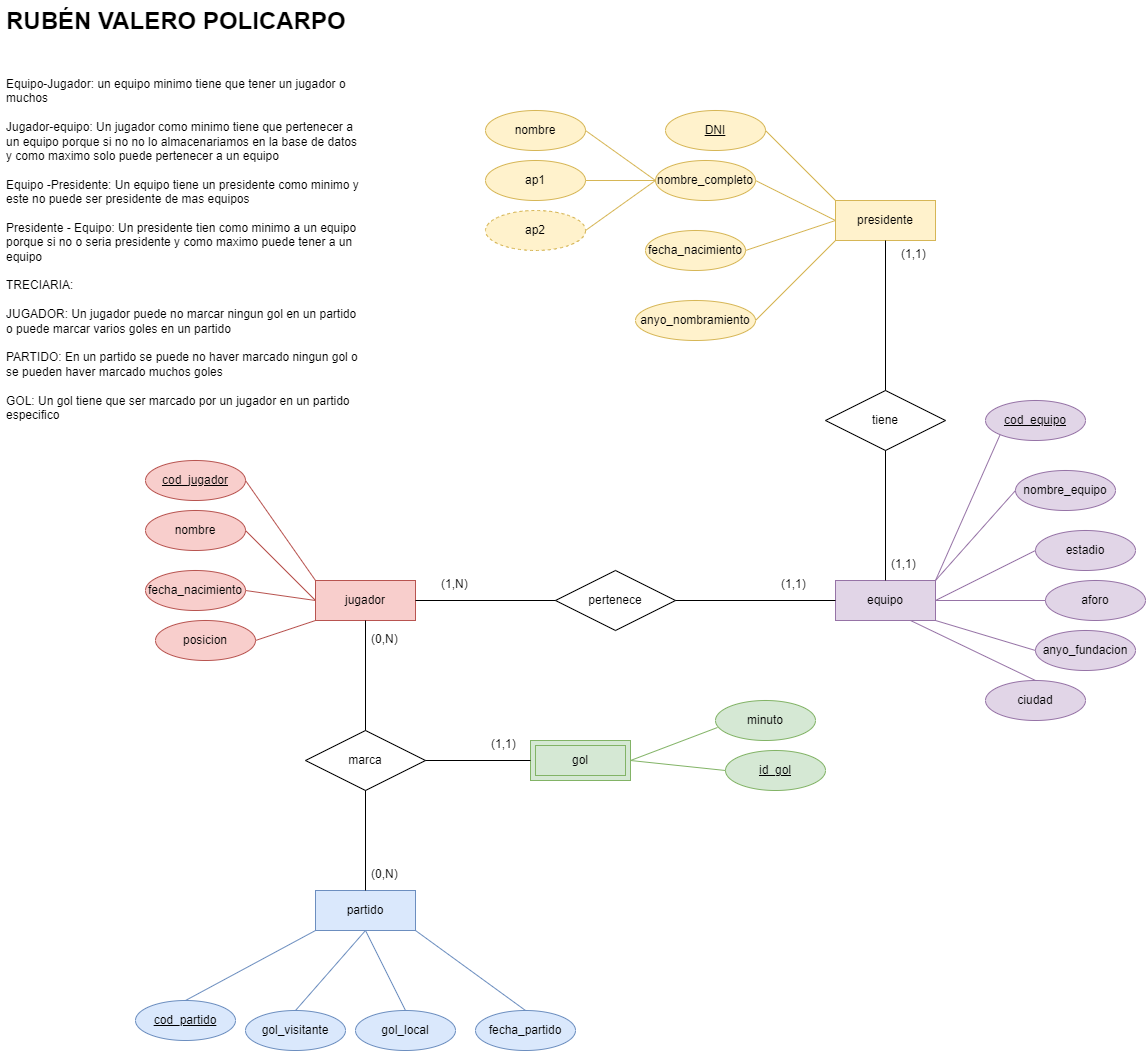 RUBÉN VALERO POLICARPO
Equipo-Jugador: un equipo minimo tiene que tener un jugador o
muchos
Jugador-equipo: Un jugador como minimo tiene que pertenecer a
un equipo porque si no no lo almacenariamos en la base de datos
y como maximo solo puede pertenecer a un equipo
Equipo -Presidente: Un equipo tiene un presidente como minimo y
este no puede ser presidente de mas equipos
Presidente - Equipo: Un presidente tien como minimo a un equipo
porque si no o seria presidente y como maximo puede tener a un
equipo
TRECIARIA:
JUGADOR: Un jugador puede no marcar ningun gol en un partido
o puede marcar varios goles en un partido
PARTIDO: En un partido se puede no haver marcado ningun gol o
se pueden haver marcado muchos goles
GOL: Un gol tiene que ser marcado por un jugador en un partido
especifico
nombre
DNI
ap1
nombre_completo
ap2
presidente
fecha_nacimiento
(1,1)
anyo_nombramiento
tiene
cod_equipo
cod_jugador
nombre_equipo
nombre
estadio
(1,1)
fecha_nacimiento
(1,N)
(1,1)
jugador
pertenece
equipo
aforo
posicion
(0,N)
anyo_fundacion
ciudad
minuto
(1,1)
marca
gol
id_gol
(0,N)
partido
cod_partido
gol_visitante
gol_local
fecha_partido